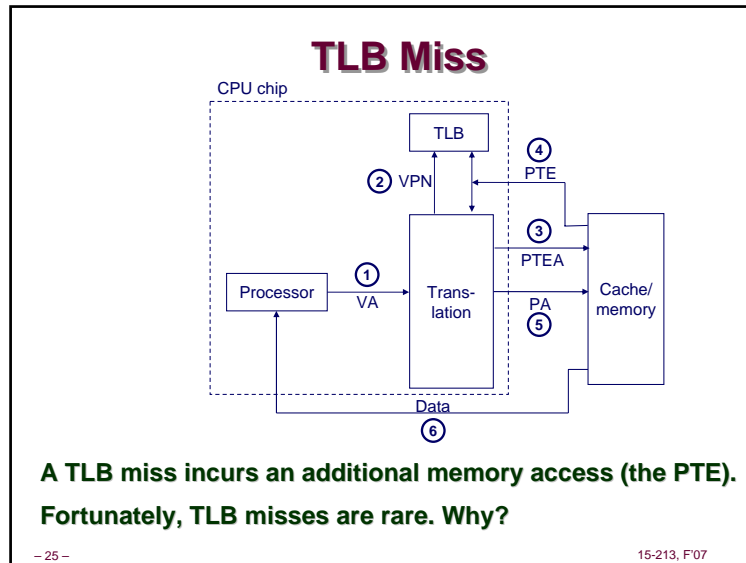 TLB Miss
CPU chip
TLB
4
2 VPN
PTE
3
PTEA
1
Processor
VA
Trans-
lation
PA
5
Cache/
memory
Data
6
A TLB miss incurs an additional memory access (the PTE).
Fortunately, TLB misses are rare. Why?
– 25 –
15-213, F'07